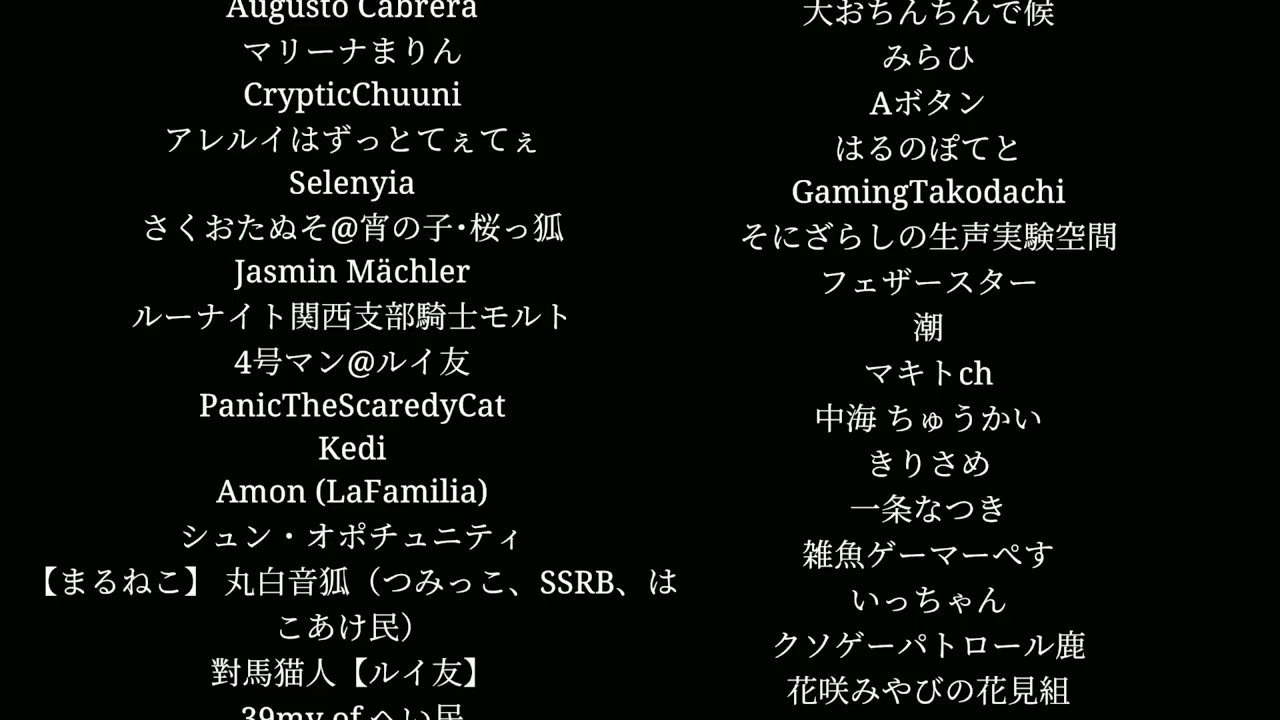 Augusto Cabrera
マリーナまりん
CrypticChuuni
アレルイはずっとてぇてぇ
Selenyia
さくおたぬそ@宵の子･桜っ狐
Jasmin Mächler
ルーナイト関西支部騎士モルト
4号マン@ルイ友
PanicTheScaredyCat
Kedi
Amon (LaFamilia)
シュン・オポチュニティ
【まるねこ】 丸白音狐（つみっこ、SSRB、は
こあけ民）
對馬猫人【ルイ友】
39my of へい民
大おちんちんで候
みらひ
Aボタン
はるのぽてと
GamingTakodachi
そにざらしの生声実験空間
フェザースター
潮
マキトch
中海 ちゅうかい
きりさめ
一条なつき
雑魚ゲーマーぺす
いっちゃん
クソゲーパトロール鹿
花咲みやびの花見組